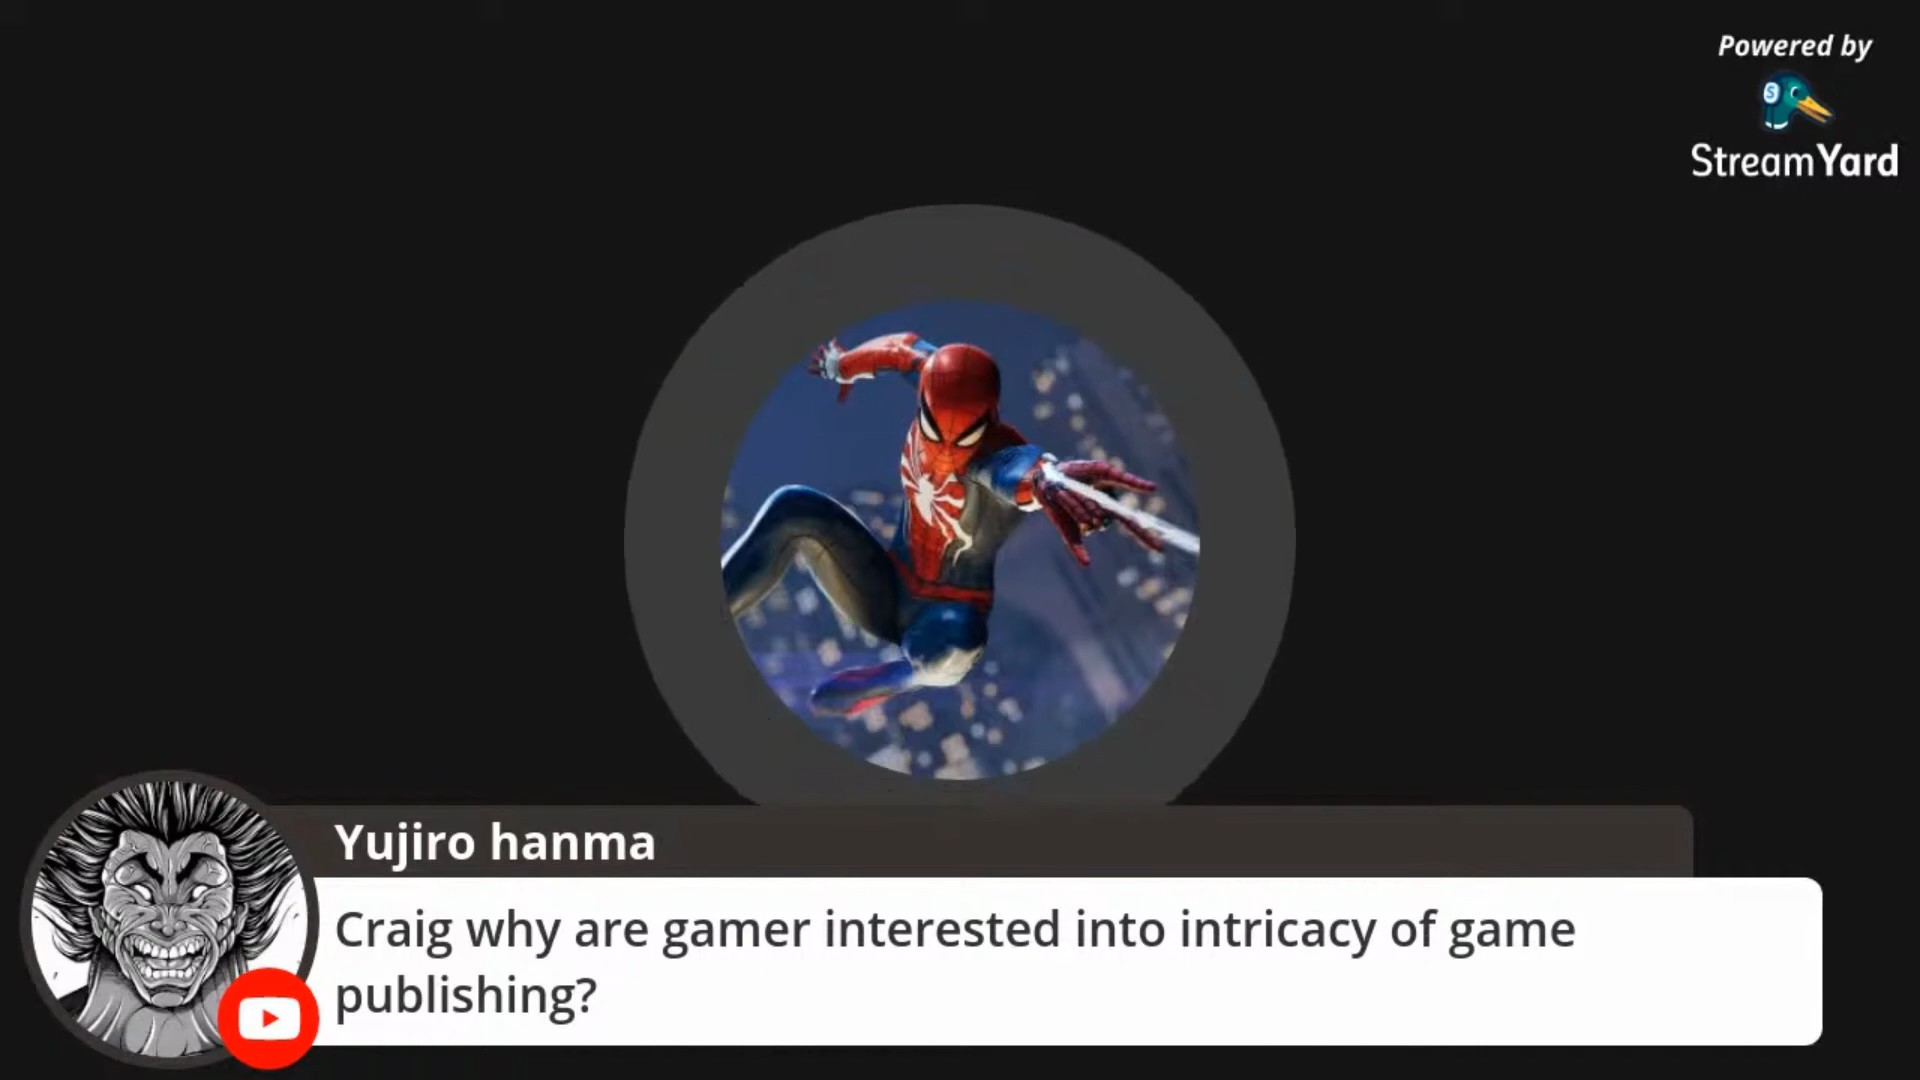 Powered by
S
StreamYard
Yujiro hanma
Craig why are gamer interested into intricacy of game
publishing?